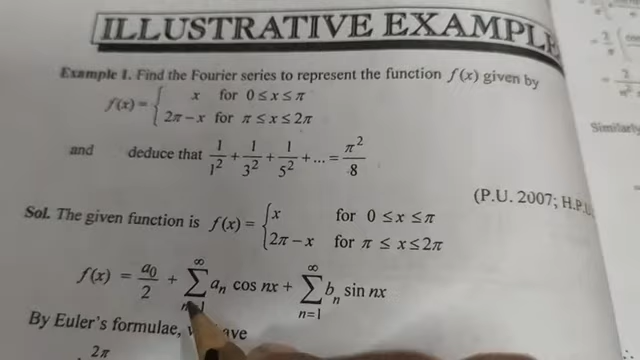 ILLUSTRATIVE EXAMPLE
Example 1. Find the Fourier series to represent the function f(x) given by
f(x) = { x for 0 ≤ x ≤ π
2π – x for π ≤ x ≤ 2π
and deduce that 1/1² + 1/3² + 1/5² + ... = π²/8
(P.U. 2007; H.P.U.
Sol. The given function is f(x) = { x for 0 ≤ x ≤ π
2π – x for π ≤ x ≤ 2π
f(x) = a₀/2 + ∑_{n=1}^{∞} aₙ cos nx + ∑_{n=1}^{∞} bₙ sin nx
By Euler's formulae,
2π
Similarly